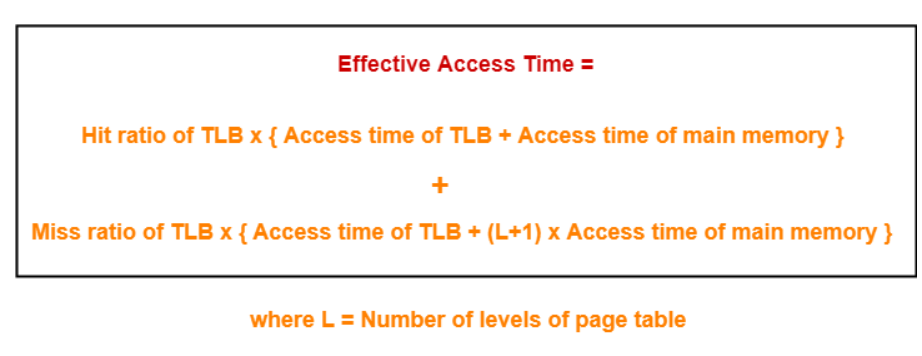 Effective Access Time =
Hit ratio of TLB x { Access time of TLB + Access time of main memory }
+
Miss ratio of TLB x { Access time of TLB + (L+1) x Access time of main memory }
where L = Number of levels of page table